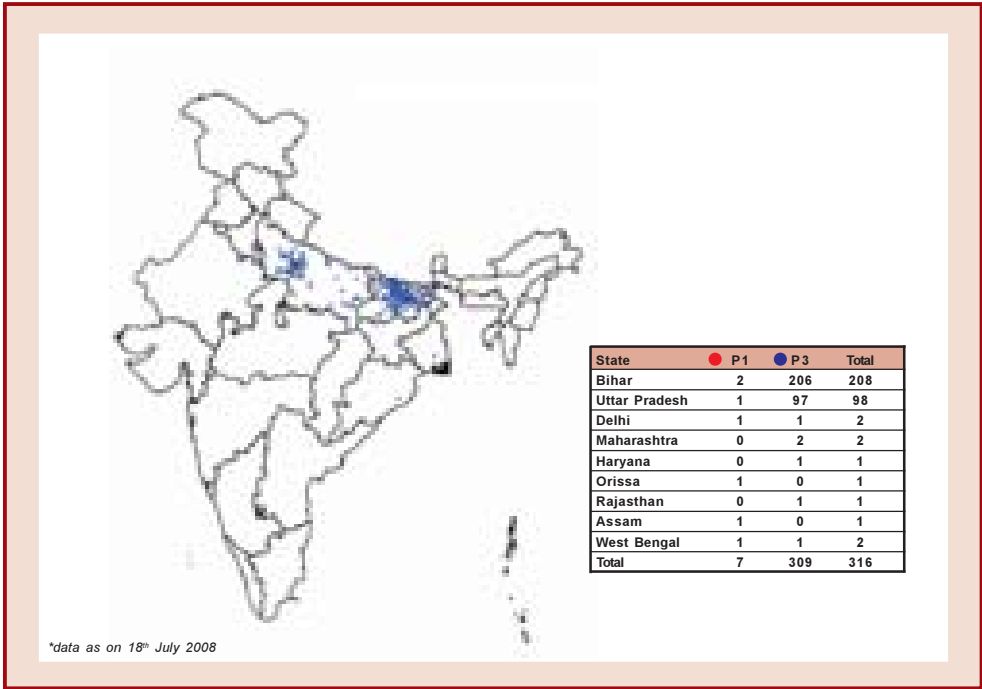 State P1 P3 Total
Bihar 2 206 208
Uttar Pradesh 1 97 98
Delhi 1 1 2
Maharashtra 0 2 2
Haryana 0 1 1
Orissa 1 0 1
Rajasthan 0 1 1
Assam 1 0 1
West Bengal 1 1 2
Total 7 309 316
*data as on 18th July 2008